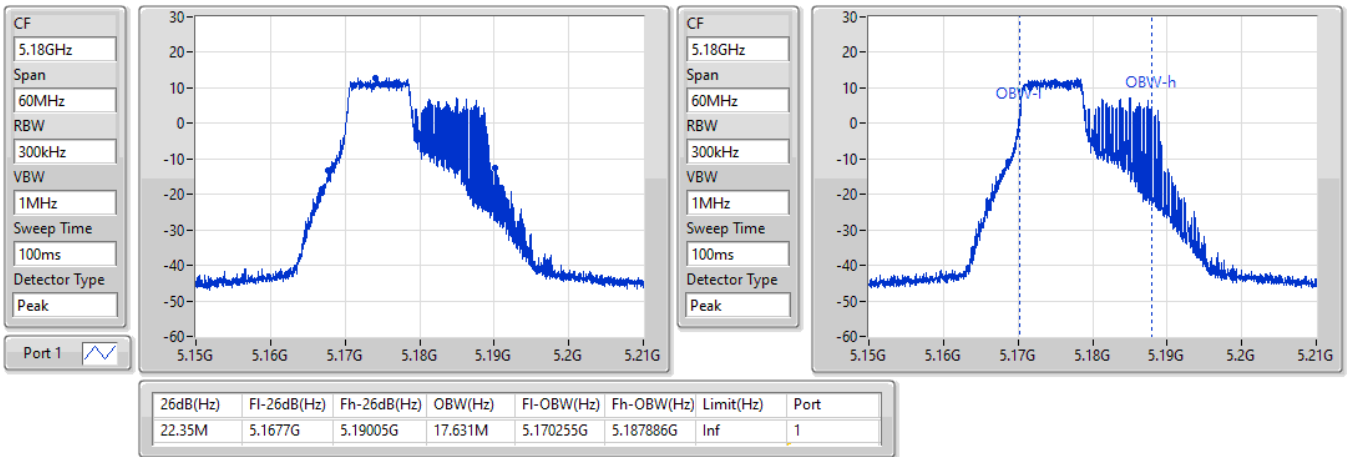 CF
5.18GHz
Span
60MHz
RBW
300kHz
VBW
1MHz
Sweep Time
100ms
Detector Type
Peak
Port 1
30
20
10
0
-10
-20
-30
-40
-50
-60
5.15G 5.16G 5.17G 5.18G 5.19G 5.2G 5.21G
CF
5.18GHz
Span
60MHz
RBW
300kHz
VBW
1MHz
Sweep Time
100ms
Detector Type
Peak
30
20
10
0
-10
-20
-30
-40
-50
-60
OBW-l
OBW-h
5.15G 5.16G 5.17G 5.18G 5.19G 5.2G 5.21G
26dB(Hz) Fl-26dB(Hz) Fh-26dB(Hz) OBW(Hz) Fl-OBW(Hz) Fh-OBW(Hz) Limit(Hz) Port
22.35M 5.1677G 5.19005G 17.631M 5.170255G 5.187886G Inf 1